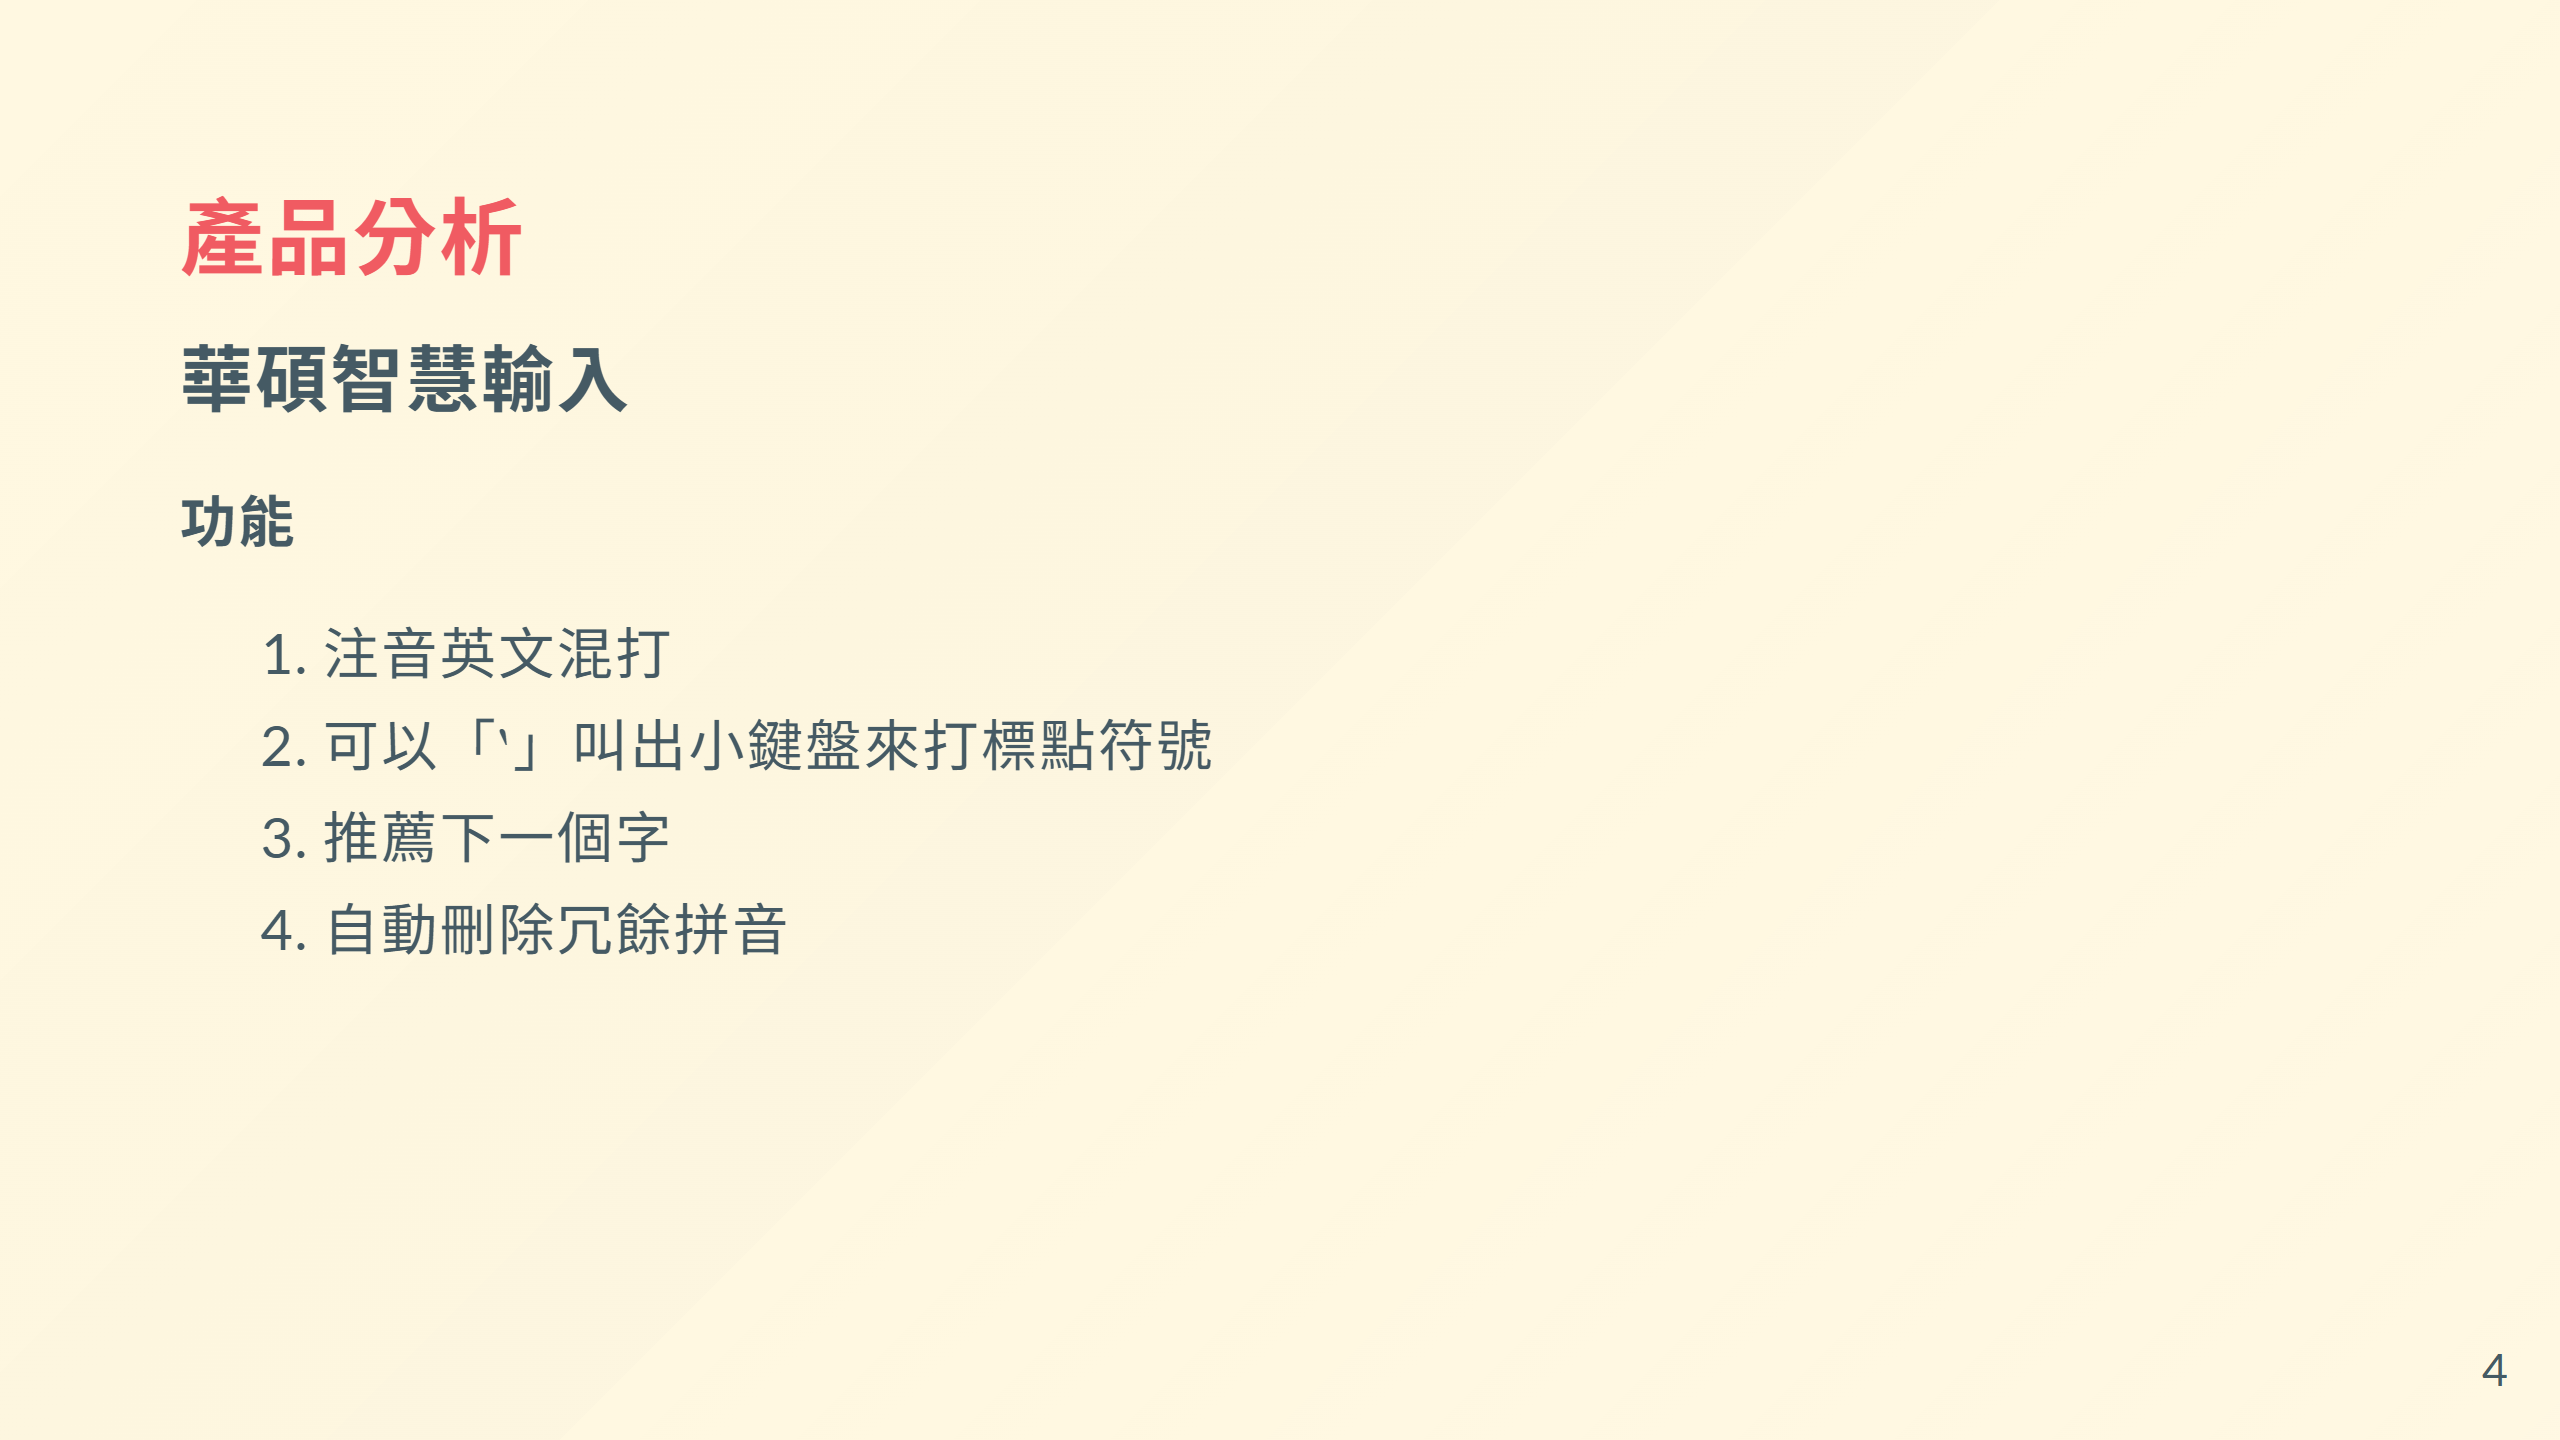 產品分析
華碩智慧輸入
功能
1. 注音英文混打
2. 可以「‵」叫出小鍵盤來打標點符號
3. 推薦下一個字
4. 自動刪除冗餘拼音
4